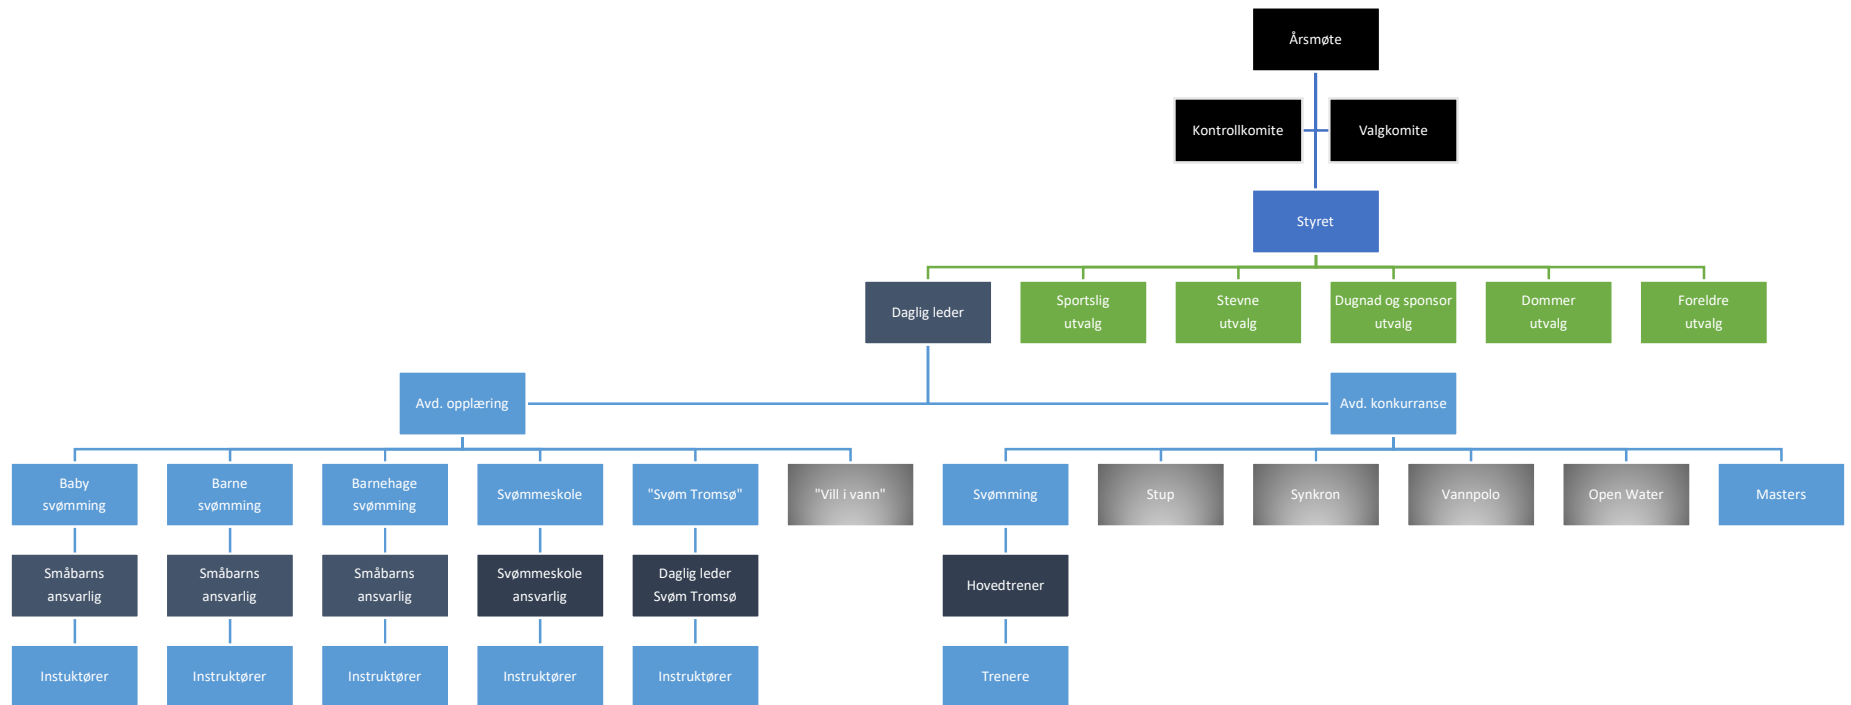 Årsmøte
Kontrollkomite
Valgkomite
Styret
Daglig leder
Sportslig
utvalg
Stevne
utvalg
Dugnad og sponsor
utvalg
Dommer
utvalg
Foreldre
utvalg
Avd. opplæring
Avd. konkurranse
Baby
svømming
Barne
svømming
Barnehage
svømming
Svømmeskole
"Svøm Tromsø"
"Vill i vann"
Svømming
Stup
Synkron
Vannpolo
Open Water
Masters
Småbarns
ansvarlig
Småbarns
ansvarlig
Småbarns
ansvarlig
Svømmeskole
ansvarlig
Daglig leder
Svøm Tromsø
Hovedtrener
Instuktører
Instruktører
Instruktører
Instruktører
Instruktører
Trenere